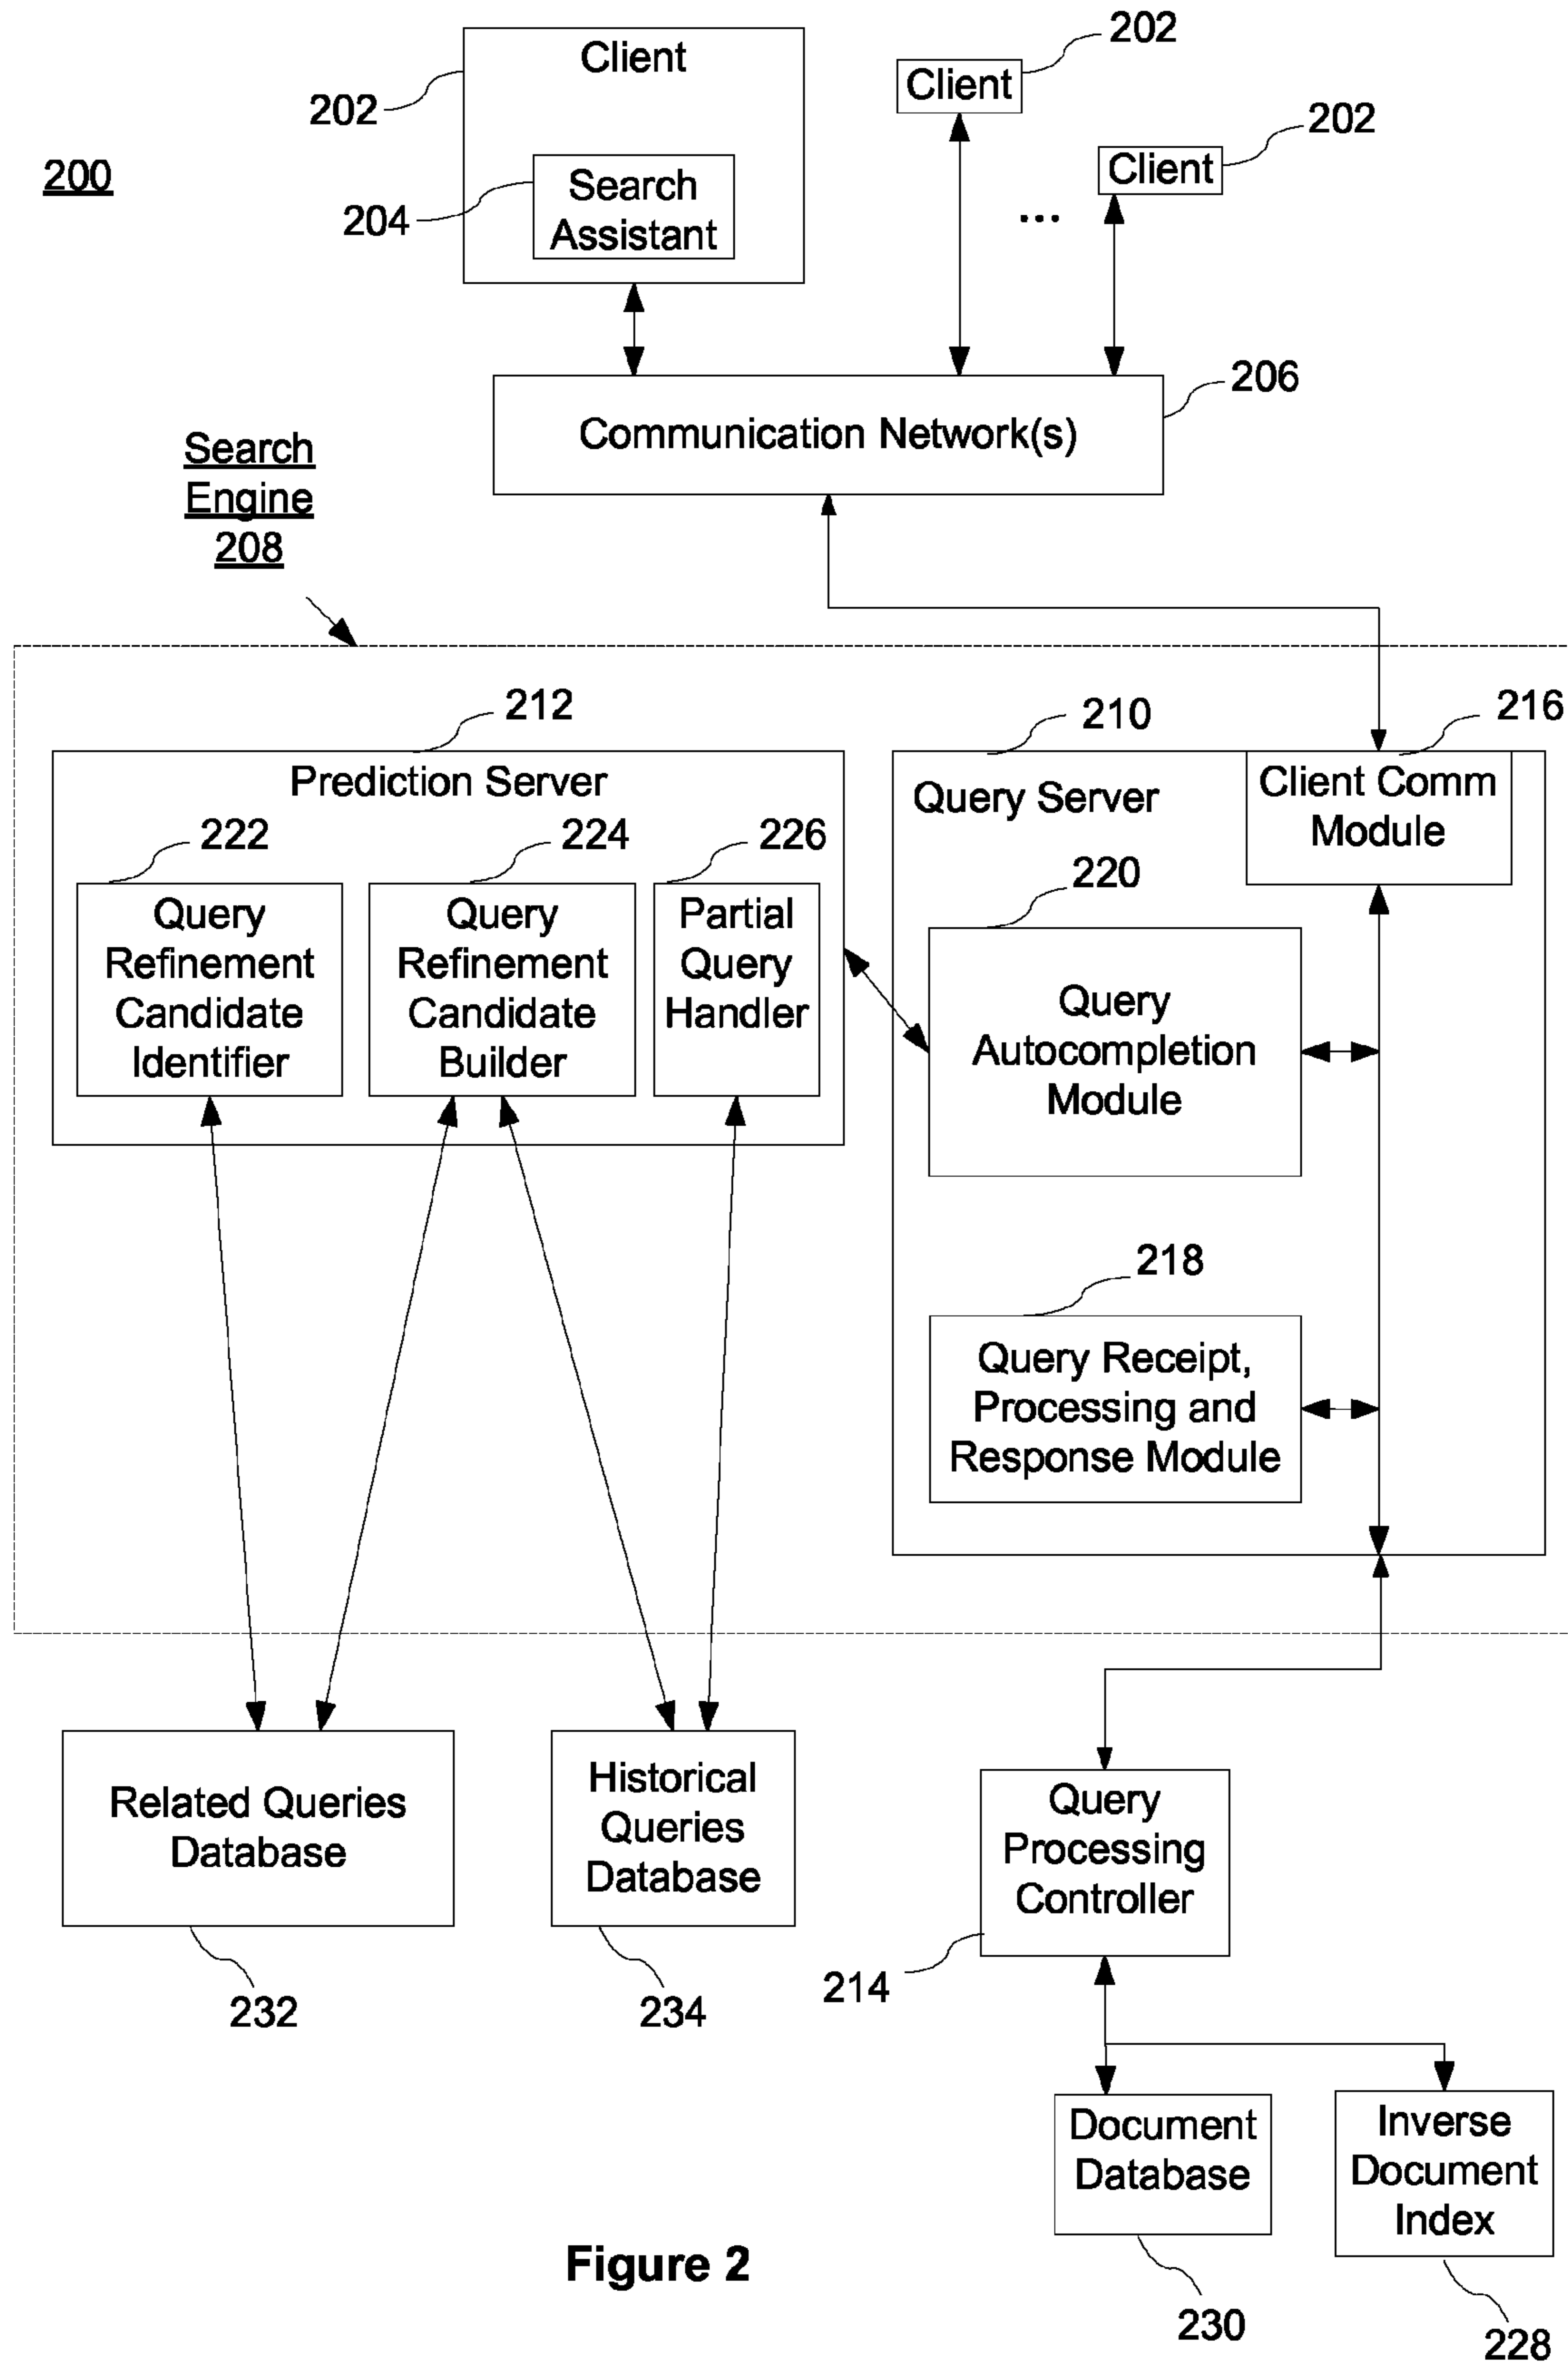 200
Client
202
Search
Assistant
204
Client
202
Client
202
...
Communication Network(s)
206
Search
Engine
208
212
Prediction Server
222
Query
Refinement
Candidate
Identifier
224
Query
Refinement
Candidate
Builder
226
Partial
Query
Handler
210
Query Server
216
Client Comm
Module
220
Query
Autocompletion
Module
218
Query Receipt,
Processing and
Response Module
Related Queries
Database
232
Historical
Queries
Database
234
Query
Processing
Controller
214
Document
Database
230
Inverse
Document
Index
228
Figure 2